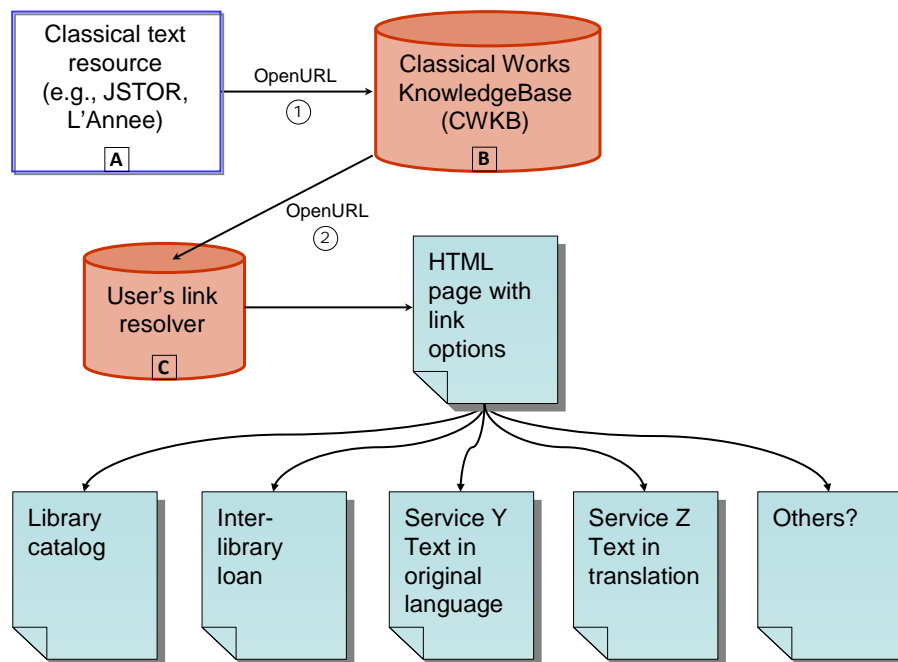 Classical text
resource
(e.g., JSTOR,
L'Annee)
A
OpenURL
1
Classical Works
KnowledgeBase
(CWKB)
B
OpenURL
2
User's link
resolver
C
HTML
page with
link
options
Library
catalog
Inter-
library
loan
Service Y
Text in
original
language
Service Z
Text in
translation
Others?